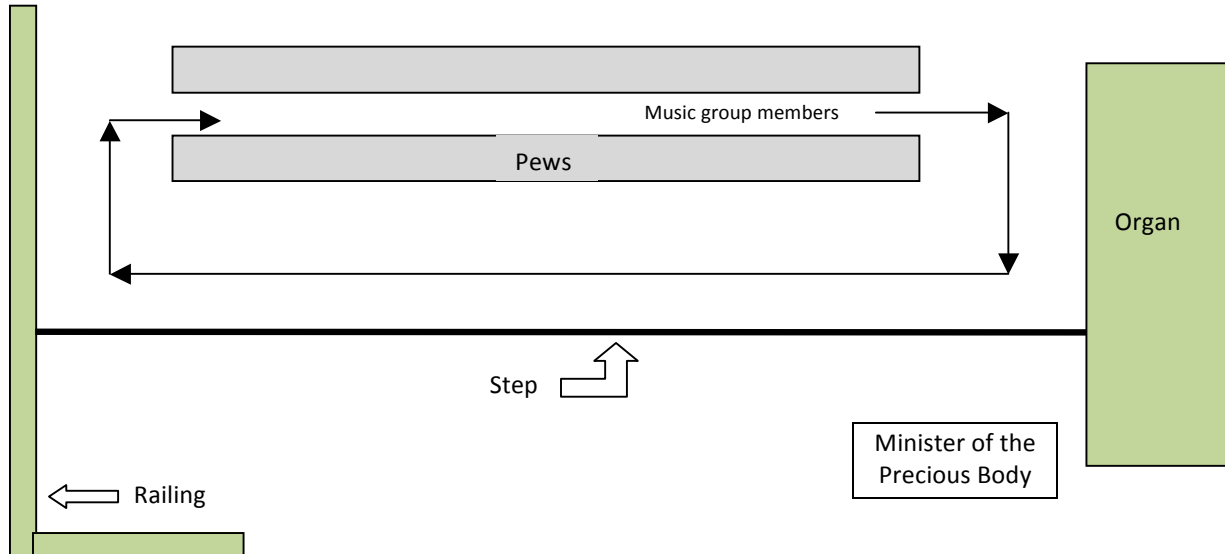 Music group members
Pews
Organ
Step
Minister of the
Precious Body
Railing